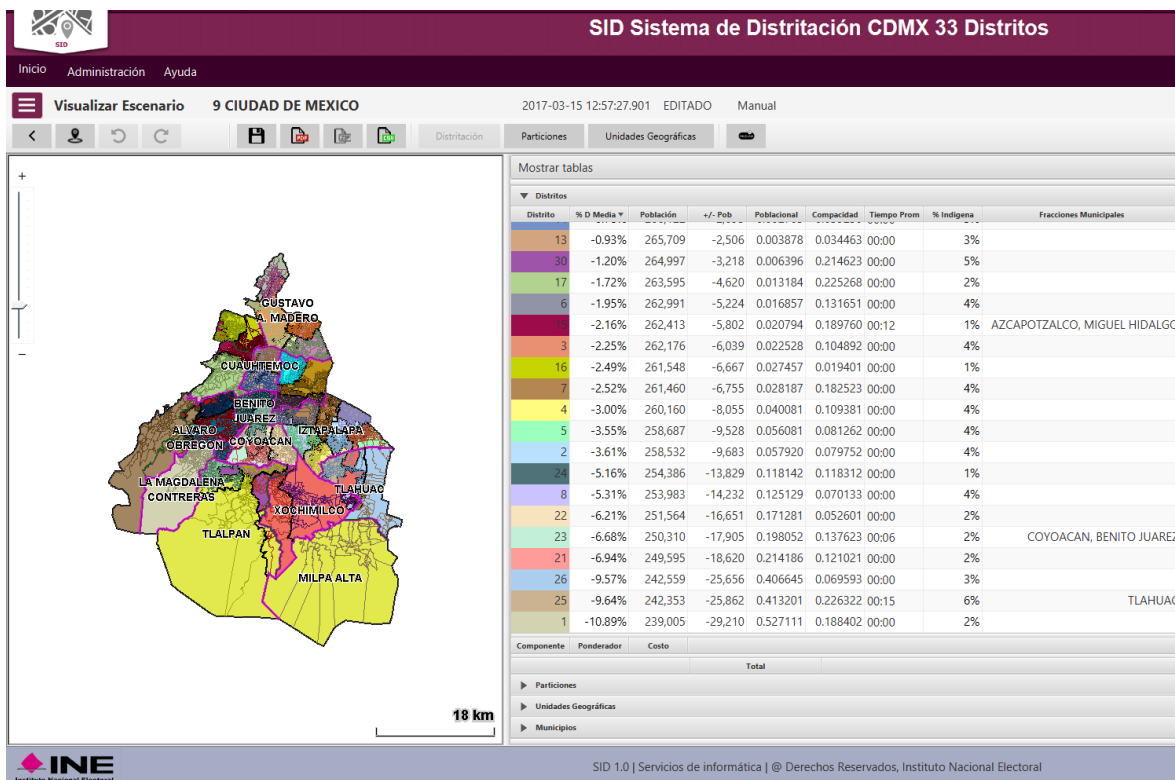 SID
SID Sistema de Distritación CDMX 33 Distritos
Inicio Administración Ayuda
Visualizar Escenario 9 CIUDAD DE MEXICO 2017-03-15 12:57:27.901 EDITADO Manual
Distritación Particiones Unidades Geográficas
Mostrar tablas
Distritos
Distrito % D Media Población +/- Pob Poblacional Compacidad Tiempo Prom % Indigena Fracciones Municipales
13 -0.93% 265,709 -2,506 0.003878 0.034463 00:00 3%
30 -1.20% 264,997 -3,218 0.006396 0.214623 00:00 5%
17 -1.72% 263,595 -4,620 0.013184 0.225268 00:00 2%
6 -1.95% 262,991 -5,224 0.016857 0.131651 00:00 4%
-2.16% 262,413 -5,802 0.020794 0.189760 00:12 1% AZCAPOTZALCO, MIGUEL HIDALGO
3 -2.25% 262,176 -6,039 0.022528 0.104892 00:00 4%
16 -2.49% 261,548 -6,667 0.027457 0.019401 00:00 1%
7 -2.52% 261,460 -6,755 0.028187 0.182523 00:00 4%
4 -3.00% 260,160 -8,055 0.040081 0.109381 00:00 4%
5 -3.55% 258,687 -9,528 0.056081 0.081262 00:00 4%
2 -3.61% 258,532 -9,683 0.057920 0.079752 00:00 4%
24 -5.16% 254,386 -13,829 0.118142 0.118312 00:00 1%
8 -5.31% 253,983 -14,232 0.125129 0.070133 00:00 4%
22 -6.21% 251,564 -16,651 0.171281 0.052601 00:00 2%
23 -6.68% 250,310 -17,905 0.198052 0.137623 00:06 2% COYOACAN, BENITO JUAREZ
21 -6.94% 249,595 -18,620 0.214186 0.121021 00:00 2%
26 -9.57% 242,559 -25,656 0.406645 0.069593 00:00 3%
25 -9.64% 242,353 -25,862 0.413201 0.226322 00:15 6% TLAHUAC
1 -10.89% 239,005 -29,210 0.527111 0.188402 00:00 2%
Componente Ponderador Costo
Total
Particiones
Unidades Geográficas
Municipios
+
−
GUSTAVO
A. MADERO
CUAUHTEMOC
BENITO
JUAREZ
ALVARO
OBREGON
COYOACAN
IZTAPALAPA
LA MAGDALENA
CONTRERAS
TLAHUAC
XOCHIMILCO
TLALPAN
MILPA ALTA
18 km
INE
Instituto Nacional Electoral
SID 1.0 | Servicios de informática | @ Derechos Reservados, Instituto Nacional Electoral